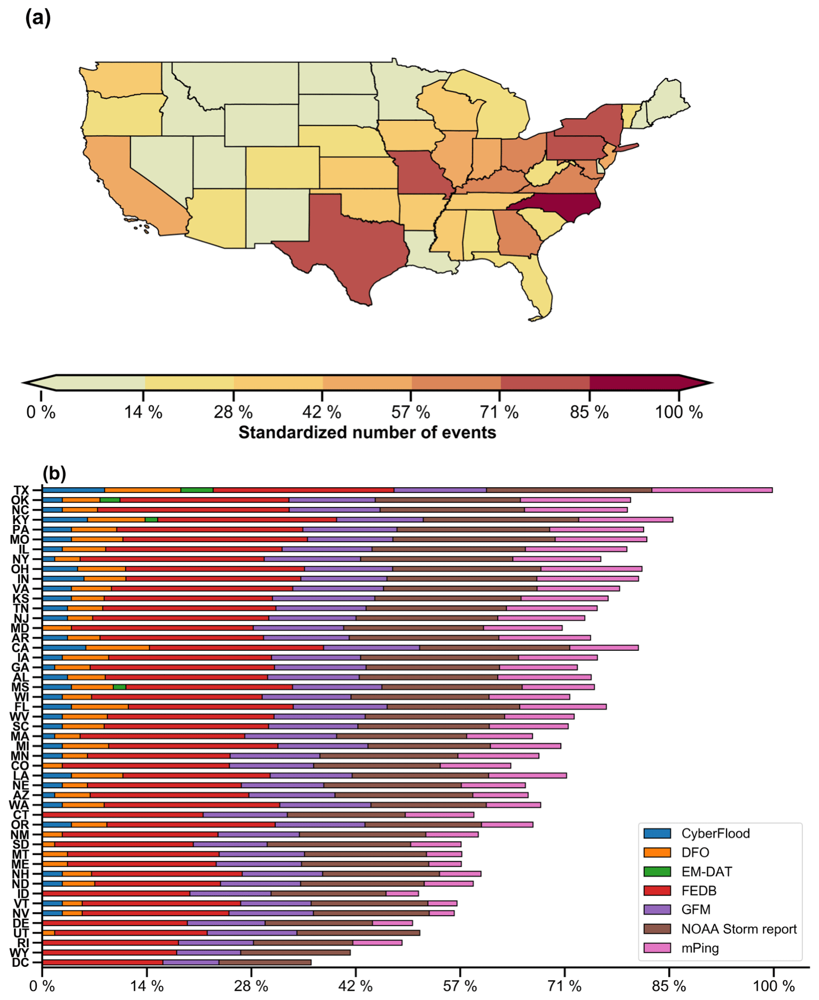 (a)
0 % 14 % 28 % 42 % 57 % 71 % 85 % 100 %
Standardized number of events
(b)
TX
OK
NC
KY
PA
MO
IL
NY
OH
IN
VA
KS
TN
NJ
MD
AR
CA
IA
GA
AL
MS
WI
FL
WV
SC
MA
MI
MN
CO
LA
NE
AZ
WA
CT
OR
NM
SD
MT
ME
NH
ND
ID
VT
NV
DE
UT
RI
WY
DC
CyberFlood
DFO
EM-DAT
FEDB
GFM
NOAA Storm report
mPing
0 % 14 % 28 % 42 % 57 % 71 % 85 % 100 %